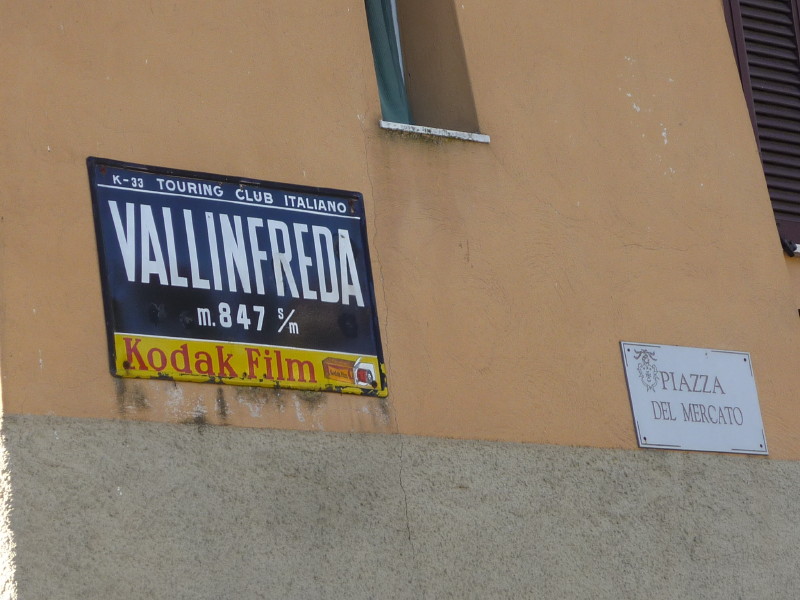 K-33 TOURING CLUB ITALIANO
VALLINFREDA
m. 847 s/m
Kodak Film
PIAZZA
DEL MERCATO